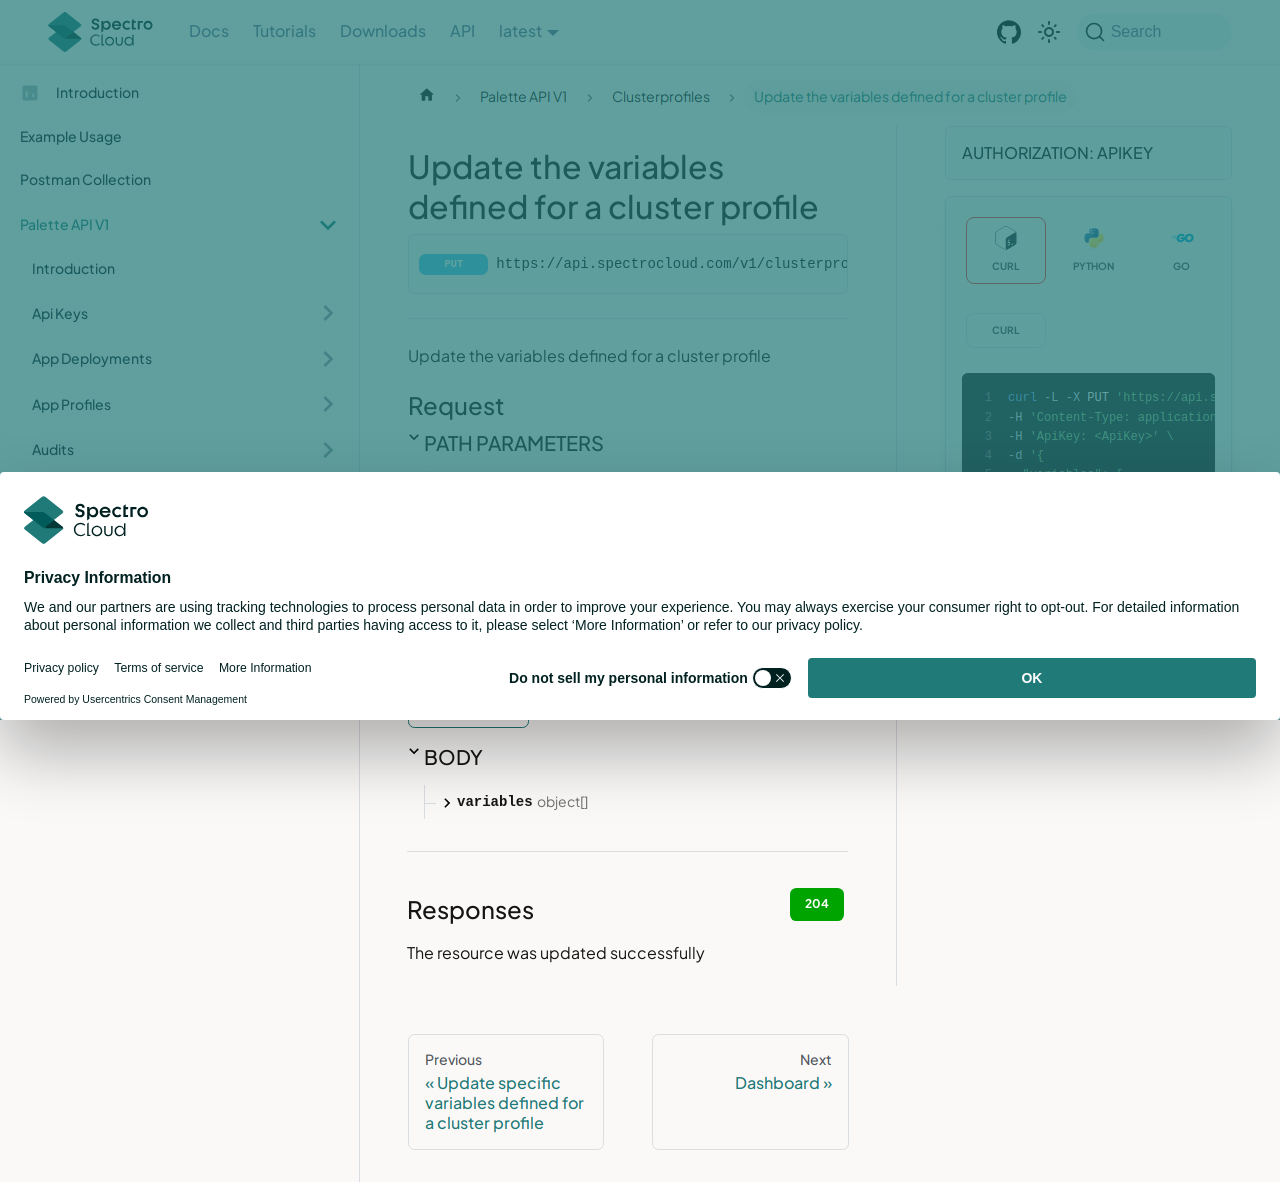 Spectro Cloud
Docs
Tutorials
Downloads
API
latest
Search
Introduction
Example Usage
Postman Collection
Palette API V1
Introduction
Api Keys
App Deployments
App Profiles
Audits
Palette API V1
Clusterprofiles
Update the variables defined for a cluster profile
Update the variables
defined for a cluster profile
PUT
https://api.spectrocloud.com/v1/clusterpro
Update the variables defined for a cluster profile
Request
PATH PARAMETERS
AUTHORIZATION: APIKEY
CURL
PYTHON
GO
CURL
1 curl -L -X PUT 'https://api.s
2 -H 'Content-Type: application
3 -H 'ApiKey: <ApiKey>' \
4 -d '{
Spectro
Cloud
Privacy Information
We and our partners are using tracking technologies to process personal data in order to improve your experience. You may always exercise your consumer right to opt-out. For detailed information
about personal information we collect and third parties having access to it, please select ‘More Information’ or refer to our privacy policy.
Privacy policy
Terms of service
More Information
Powered by Usercentrics Consent Management
Do not sell my personal information
OK
BODY
variables object[]
Responses
204
The resource was updated successfully
Previous
« Update specific
variables defined for
a cluster profile
Next
Dashboard »